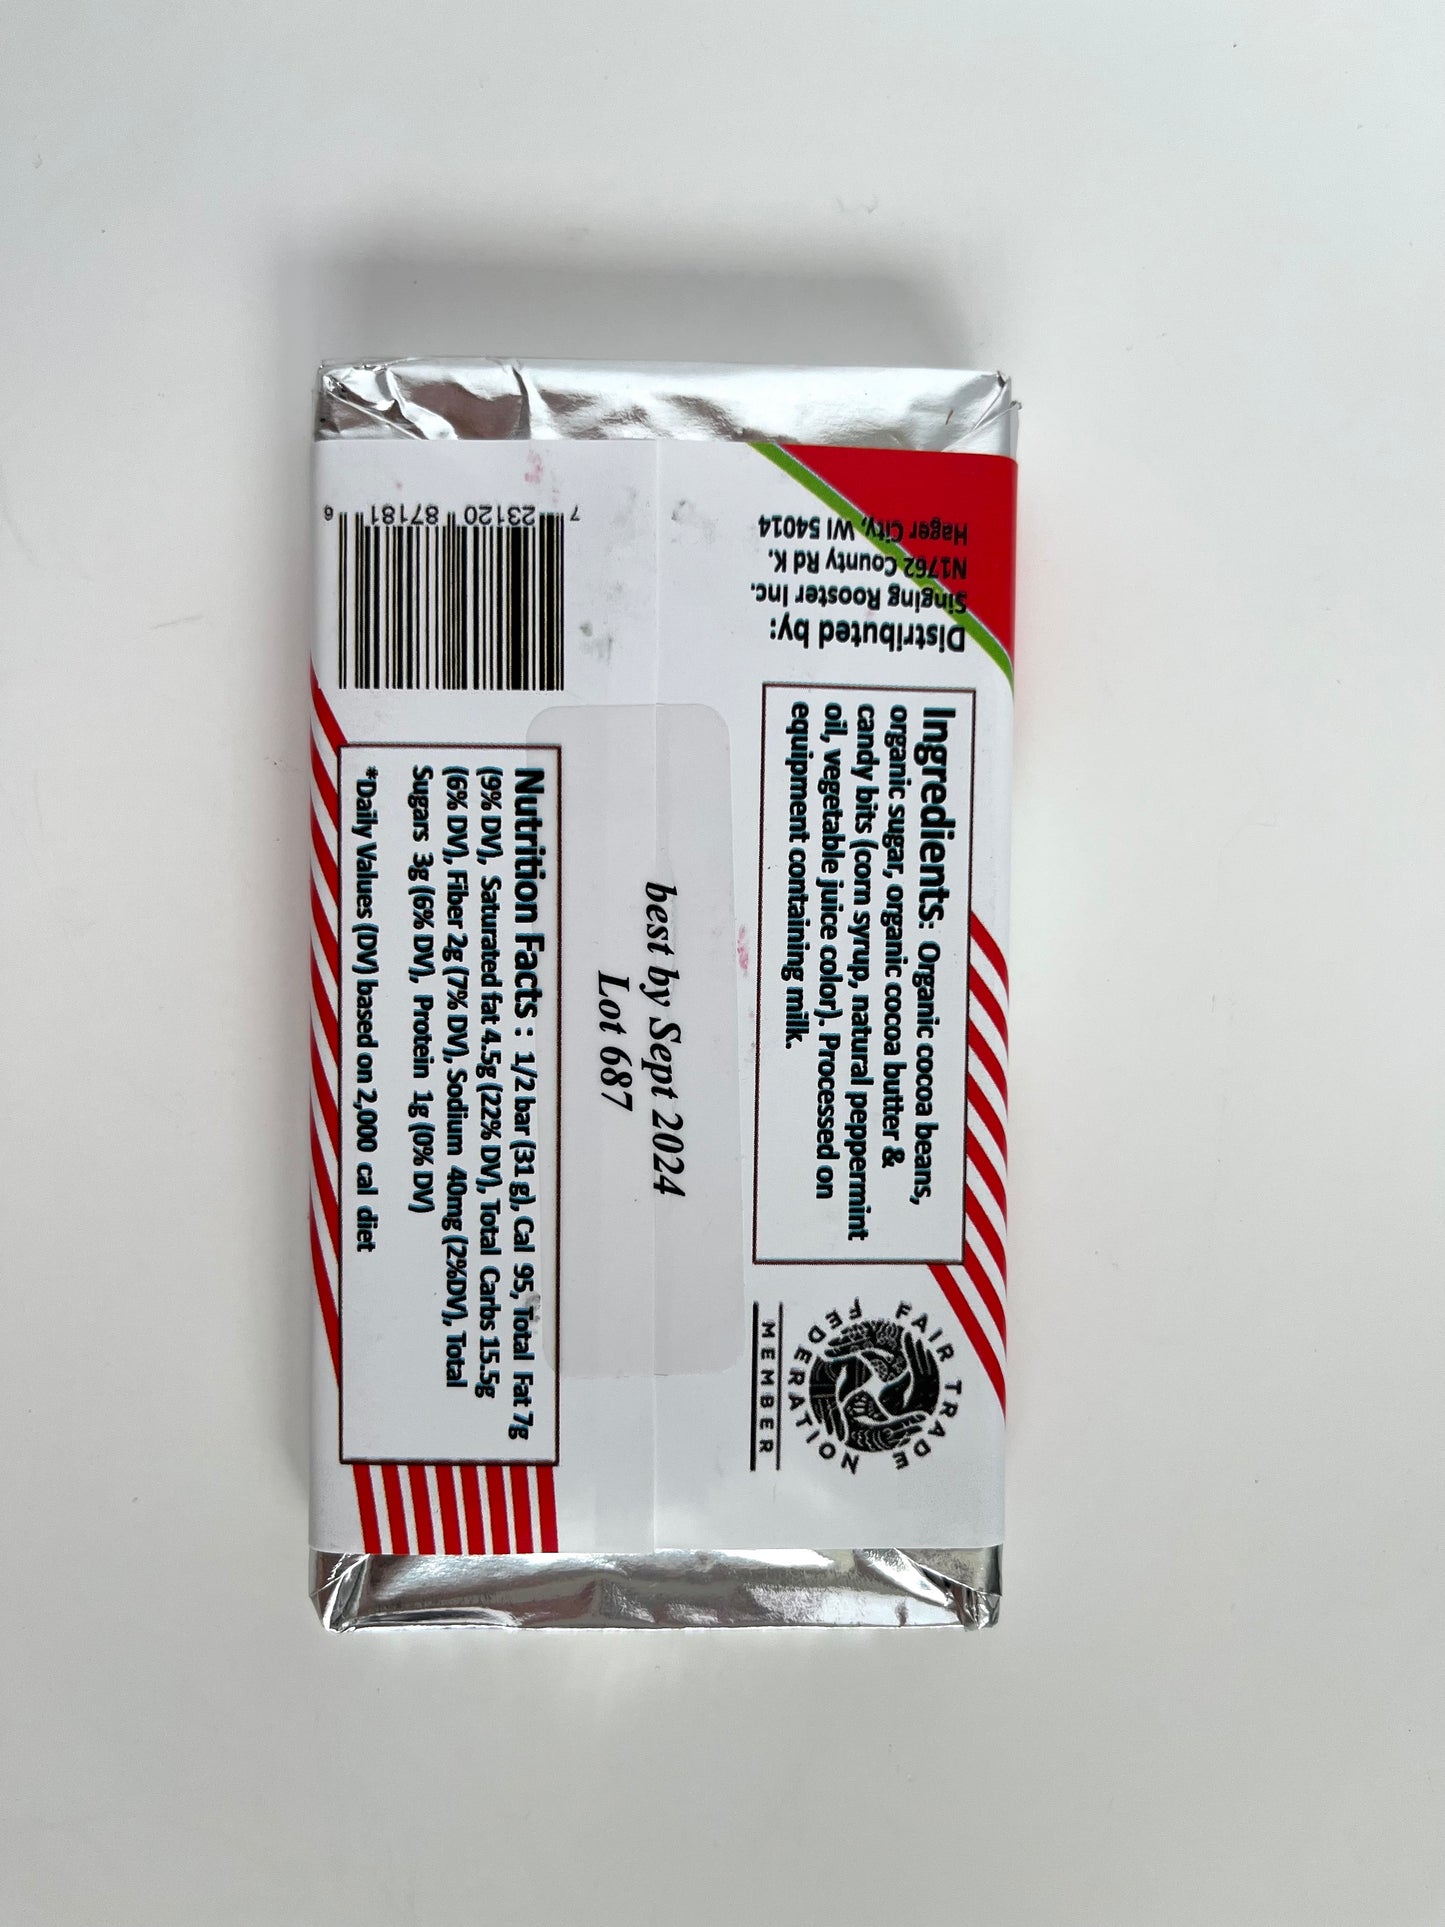 Ingredients: Organic cocoa beans,
organic sugar, organic cocoa butter &
candy bits (corn syrup, natural peppermint
oil, vegetable juice color). Processed on
equipment containing milk.
FAIR TRADE
FEDERATION
MEMBER
Distributed by:
Singing Rooster Inc.
N1762 County Rd K.
Hager City, WI 54014
best by Sept 2024
Lot 687
Nutrition Facts : 1/2 bar (31 g), Cal 95, Total Fat 7g
(9% DV), Saturated fat 4.5g (22% DV), Total Carbs 15.5g
(6% DV), Fiber 2g (7% DV), Sodium 40mg (2%DV), Total
Sugars 3g (6% DV), Protein 1g (0% DV)
*Daily Values (DV) based on 2,000 cal diet
7 23120 87181 6